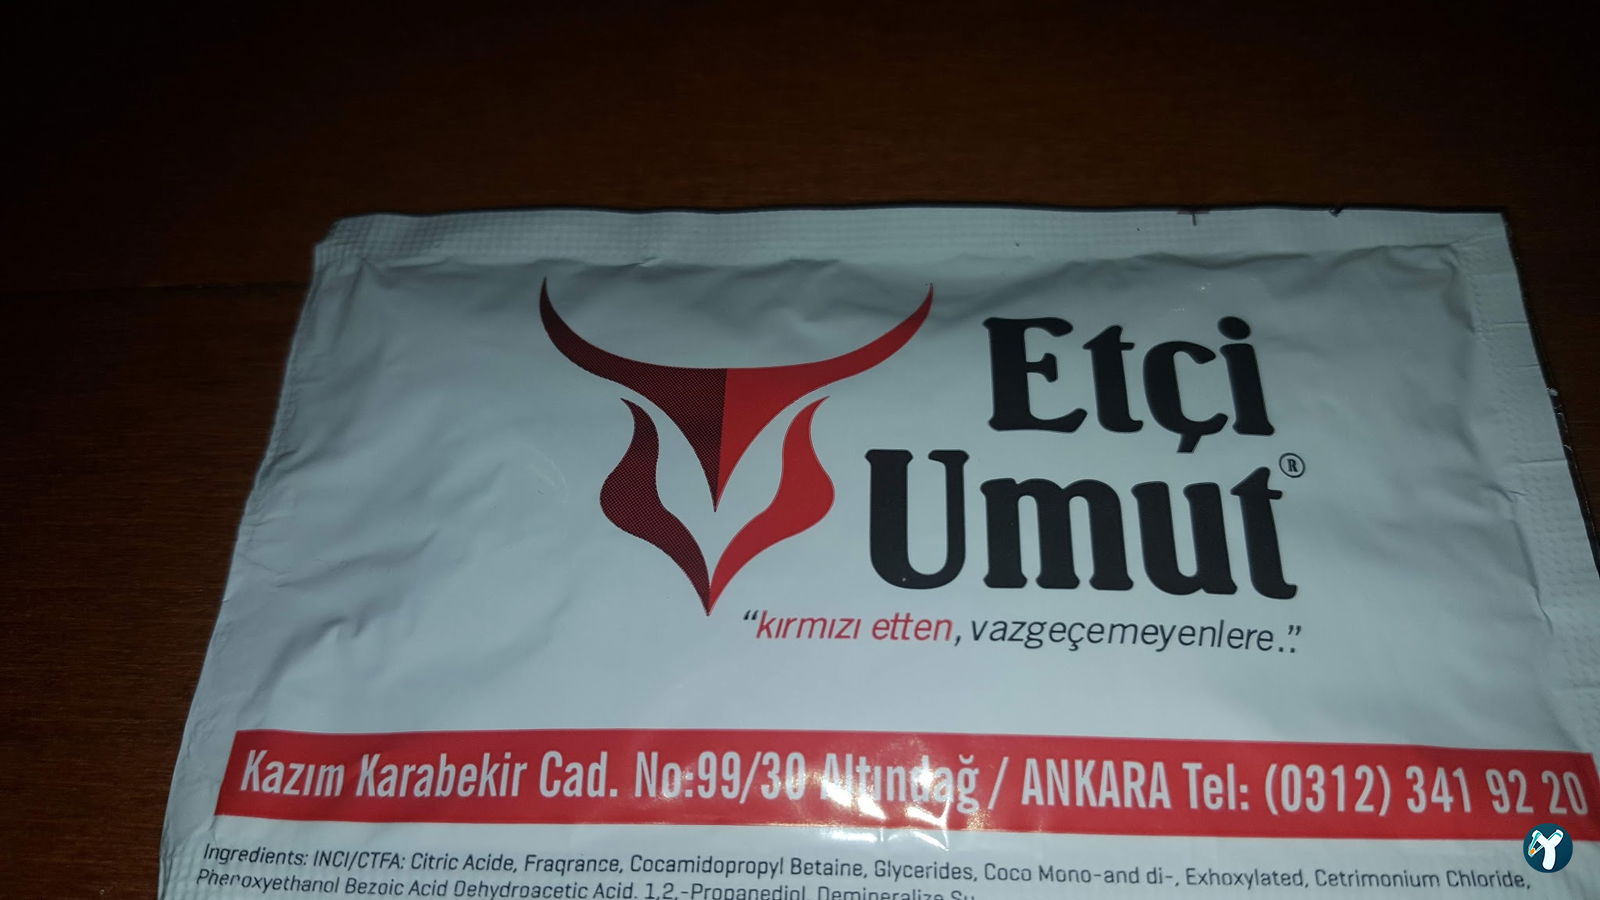 Etçi
Umut®
“kırmızı etten, vazgeçemeyenlere..”
Kazım Karabekir Cad. No:99/30 Altındağ / ANKARA Tel: (0312) 341 92 20
Ingredients: INCI/CTFA: Citric Acide, Fragrance, Cocamidopropyl Betaine, Glycerides, Coco Mono-and di-, Exhoxylated, Cetrimonium Chloride,
Phenoxyethanol Bezoic Acid Dehydroacetic Acid. 1,2,-Propanediol, Demineralize Su